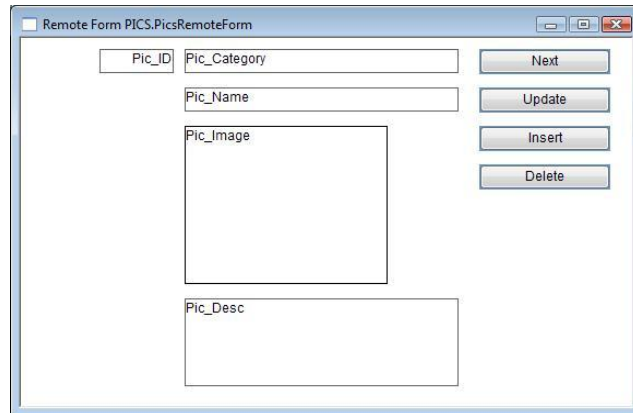 Remote Form PICS.PicsRemoteForm
Pic_ID Pic_Category Next
Pic_Name Update
Pic_Image Insert
Delete
Pic_Desc